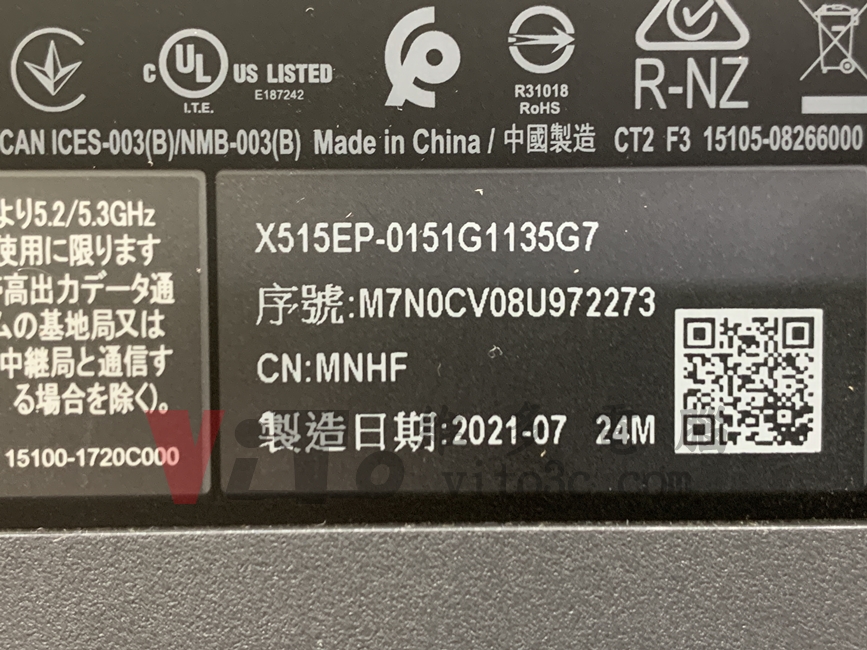 C UL US LISTED
I.T.E. E187242
R31018
RoHS
R-NZ
CAN ICES-003(B)/NMB-003(B) Made in China / 中國製造 CT2 F3 15105-08266000
より5.2/5.3GHz
使用に限ります
高出力データ通
ムの基地局又は
中継局と通信す
る場合を除く)。
15100-1720C000
X515EP-0151G1135G7
序號:M7N0CV08U972273
CN:MNHF
製造日期:2021-07 24M
Vito
vito3c.com